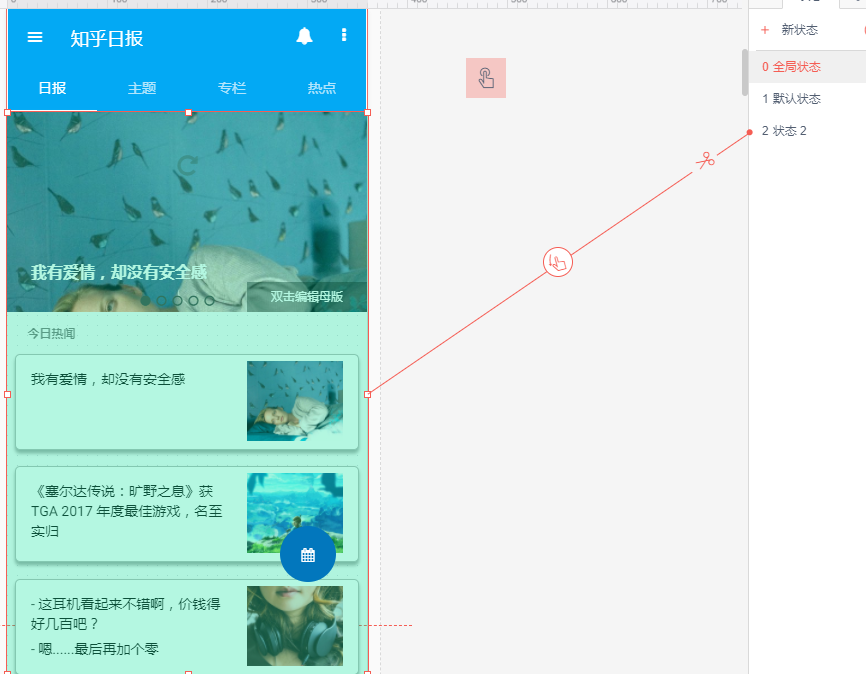 知乎日报
日报 主题 专栏 热点
我有爱情，却没有安全感
双击编辑母版
今日热闻
我有爱情，却没有安全感
《塞尔达传说：旷野之息》获
TGA 2017 年度最佳游戏，名至
实归
- 这耳机看起来不错啊，价钱得
好几百吧？
- 嗯......最后再加个零
+ 新状态
0 全局状态
1 默认状态
2 状态 2